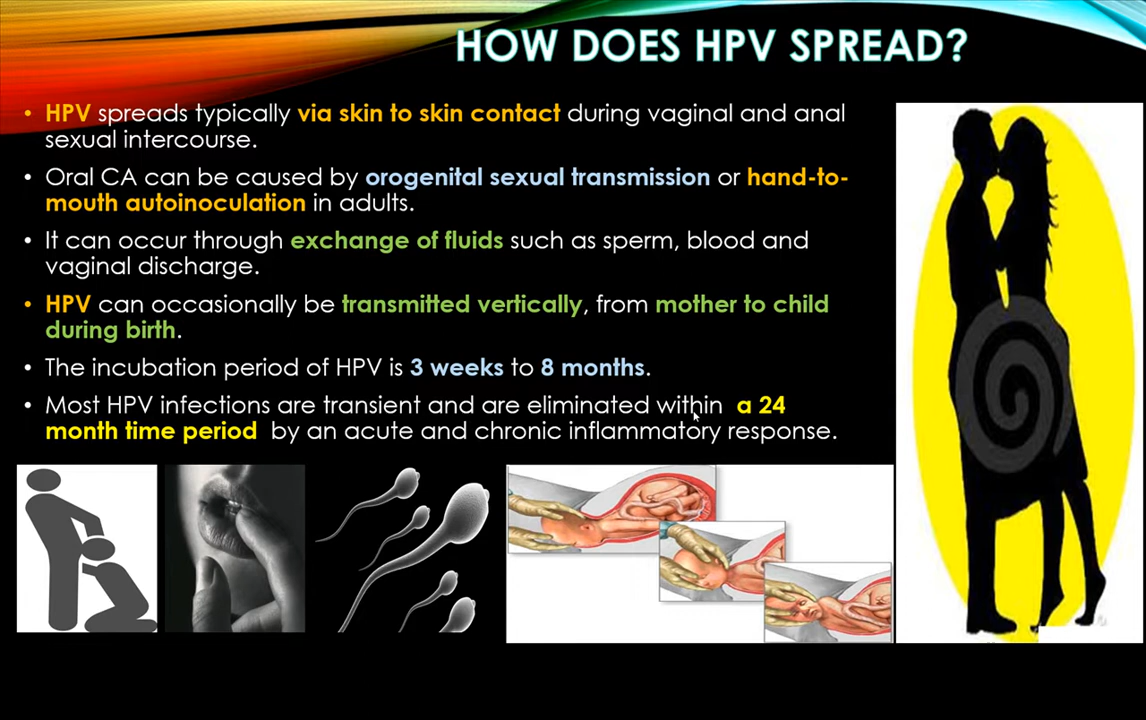 HOW DOES HPV SPREAD?
• HPV spreads typically via skin to skin contact during vaginal and anal
sexual intercourse.
• Oral CA can be caused by orogenital sexual transmission or hand-to-
mouth autoinoculation in adults.
• It can occur through exchange of fluids such as sperm, blood and
vaginal discharge.
• HPV can occasionally be transmitted vertically, from mother to child
during birth.
• The incubation period of HPV is 3 weeks to 8 months.
• Most HPV infections are transient and are eliminated within a 24
month time period by an acute and chronic inflammatory response.